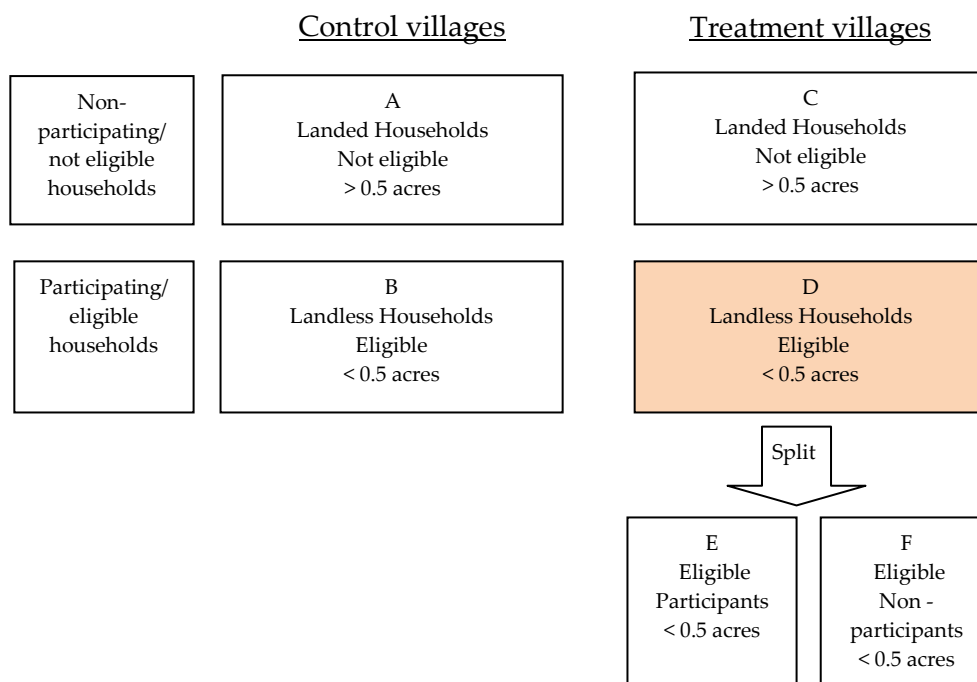 Control villages
Treatment villages
Non-
participating/
not eligible
households
A
Landed Households
Not eligible
> 0.5 acres
C
Landed Households
Not eligible
> 0.5 acres
Participating/
eligible
households
B
Landless Households
Eligible
< 0.5 acres
D
Landless Households
Eligible
< 0.5 acres
Split
E
Eligible
Participants
< 0.5 acres
F
Eligible
Non -
participants
< 0.5 acres